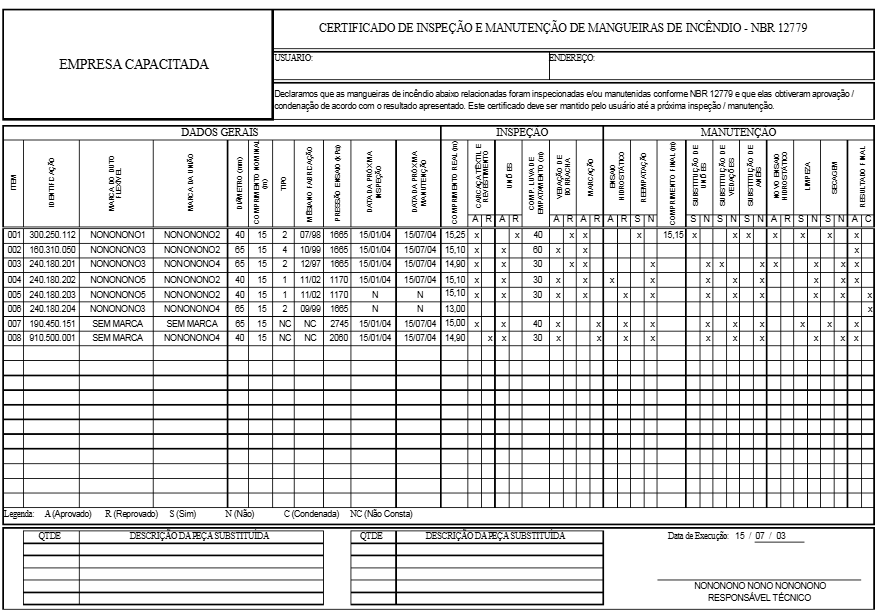 EMPRESA CAPACITADA
CERTIFICADO DE INSPEÇÃO E MANUTENÇÃO DE MANGUEIRAS DE INCÊNDIO - NBR 12779
USUARIO: ENDEREÇO:
Declaramos que as mangueiras de incêndio abaixo relacionadas foram inspecionadas e/ou manutenidas conforme NBR 12779 e que elas obtiveram aprovação /
condenação de acordo com o resultado apresentado. Este certificado deve ser mantido pelo usuário até a próxima inspeção / manutenção.
DADOS GERAIS INSPEÇAO MANUTENÇAO
ITEM
IDENTIFICAÇÃO
MARCA DO DUTO FLEXÍVEL
MARCA DA UNIÃO
DIÂMETRO (mm)
COMPRIMENTO NOMINAL (m)
TIPO
MÊS/ANO FABRICAÇÃO
PRESSÃO ENSAIO (kPa)
DATA DA PRÓXIMA INSPEÇÃO
DATA DA PRÓXIMA MANUTENÇÃO
COMPRIMENTO REAL (m)
CARCAÇA TÊXTIL E REVESTIMENTO
UNIÕES
COMP. LUVA DE EMPATAMENTO (m)
VEDAÇÃO DE BORRACHA
MARCAÇÃO
ENSAIO HIDROSTÁTICO
REEMPATAÇÃO
COMPRIMENTO FINAL (m)
SUBSTITUIÇÃO DE UNIÕES
SUBSTITUIÇÃO DE VEDAÇÕES
SUBSTITUIÇÃO DE ANÉIS
NOVO ENSAIO HIDROSTÁTICO
LIMPEZA
SECAGEM
RESULTADO FINAL
A R A R A R A R A R S N S N S N S N A R S N S N A C
001 300.250.112 NONONONO1 NONONONO2 40 15 2 07/98 1665 15/01/04 15/07/04 15,25 x x 40 x x x 15,15 x x x x x x x
002 160.310.050 NONONONO3 NONONONO2 65 15 4 10/99 1665 15/01/04 15/07/04 15,10 x x 60 x x x
003 240.180.201 NONONONO3 NONONONO4 65 15 2 12/97 1665 15/01/04 15/07/04 14,90 x x 30 x x x x x x x x x x
004 240.180.202 NONONONO5 NONONONO2 40 15 1 11/02 1170 15/01/04 15/07/04 15,10 x x 30 x x x x x x x x x x
005 240.180.203 NONONONO5 NONONONO2 40 15 1 11/02 1170 N N 15,10 x x 30 x x x x x x x x x x
006 240.180.204 NONONONO3 NONONONO4 65 15 2 09/99 1665 N N 13,00 x
007 190.450.151 SEM MARCA SEM MARCA 65 15 NC NC 2745 15/01/04 15/07/04 15,00 x x 40 x x x x x x x x x x
008 910.500.001 SEM MARCA NONONONO4 40 15 NC NC 2060 15/01/04 15/07/04 14,90 x x 30 x x x x x x x x x x
Legenda: A (Aprovado) R (Reprovado) S (Sim) N (Não) C (Condenada) NC (Não Consta)
QTDE DESCRIÇÃO DA PEÇA SUBSTITUÍDA QTDE DESCRIÇÃO DA PEÇA SUBSTITUÍDA Data de Execução: 15 / 07 / 03
NONONONO NONO NONONONO
RESPONSÁVEL TÉCNICO